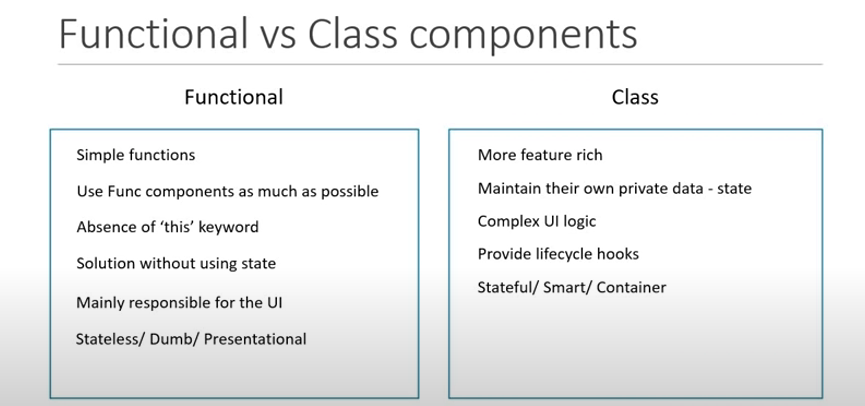 Functional vs Class components
Functional
Simple functions
Use Func components as much as possible
Absence of ‘this’ keyword
Solution without using state
Mainly responsible for the UI
Stateless/ Dumb/ Presentational
Class
More feature rich
Maintain their own private data - state
Complex UI logic
Provide lifecycle hooks
Stateful/ Smart/ Container